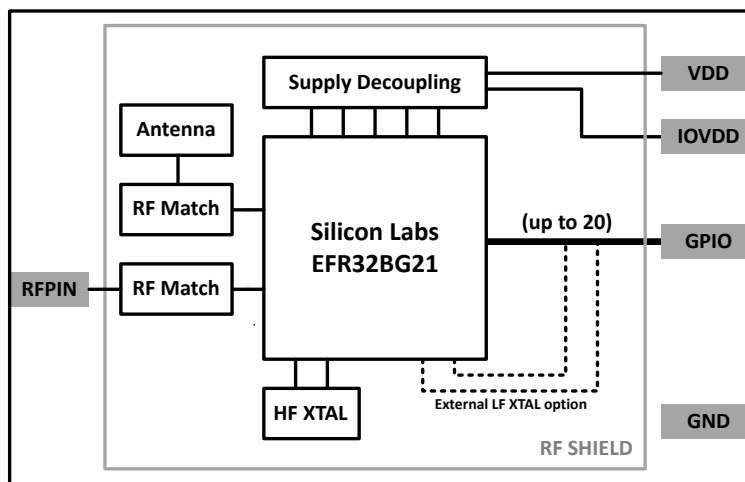 Supply Decoupling
VDD
Antenna
IOVDD
RF Match
Silicon Labs
EFR32BG21
(up to 20)
GPIO
RFPIN
RF Match
External LF XTAL option
HF XTAL
GND
RF SHIELD